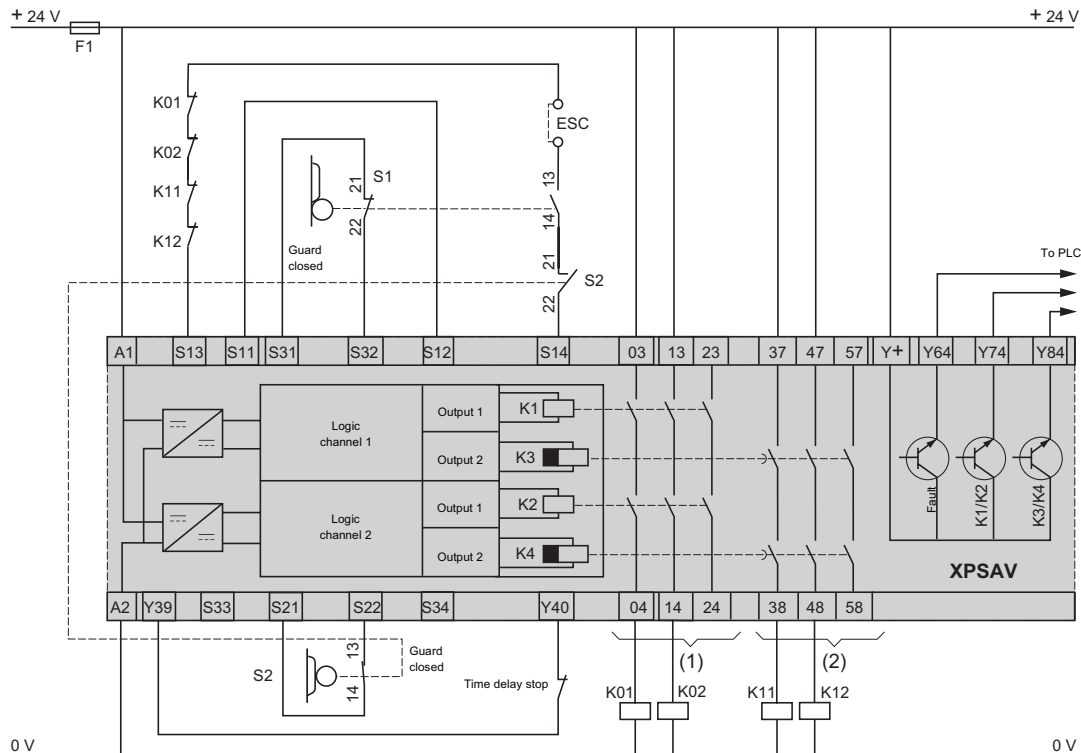 + 24 V
+ 24 V
F1
K01
ESC
K02
13
21
S1
K11
14
22
K12
Guard
closed
21
S2
22
To PLC
A1 S13 S11 S31 S32 S12 S14 03 13 23 37 47 57 Y+ Y64 Y74 Y84
Logic
channel 1
Output 1
K1
Output 2
K3
Logic
channel 2
Output 1
K2
Output 2
K4
Fault
K1/K2
K3/K4
XPSAV
A2 Y39 S33 S21 S22 S34 Y40 04 14 24 38 48 58
S2
13
14
Guard
closed
Time delay stop
(1)
(2)
K01
K02
K11
K12
0 V
0 V